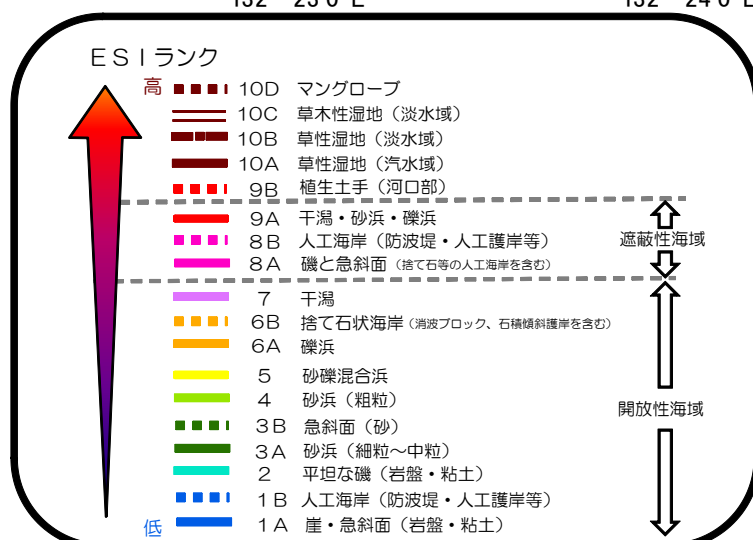 132° 23'0"E 132° 24'0"E
ESIランク
高 10D マングローブ
10C 草木性湿地（淡水域）
10B 草性湿地（淡水域）
10A 草性湿地（汽水域）
9B 植生土手（河口部）
9A 干潟・砂浜・礫浜
8B 人工海岸（防波堤・人工護岸等）
遮蔽性海域
8A 磯と急斜面（捨て石等の人工海岸を含む）
7 干潟
6B 捨て石状海岸（消波ブロック、石積傾斜護岸を含む）
6A 礫浜
5 砂礫混合浜
4 砂浜（粗粒）
開放性海域
3B 急斜面（砂）
3A 砂浜（細粒～中粒）
2 平坦な磯（岩盤・粘土）
1B 人工海岸（防波堤・人工護岸等）
低 1A 崖・急斜面（岩盤・粘土）